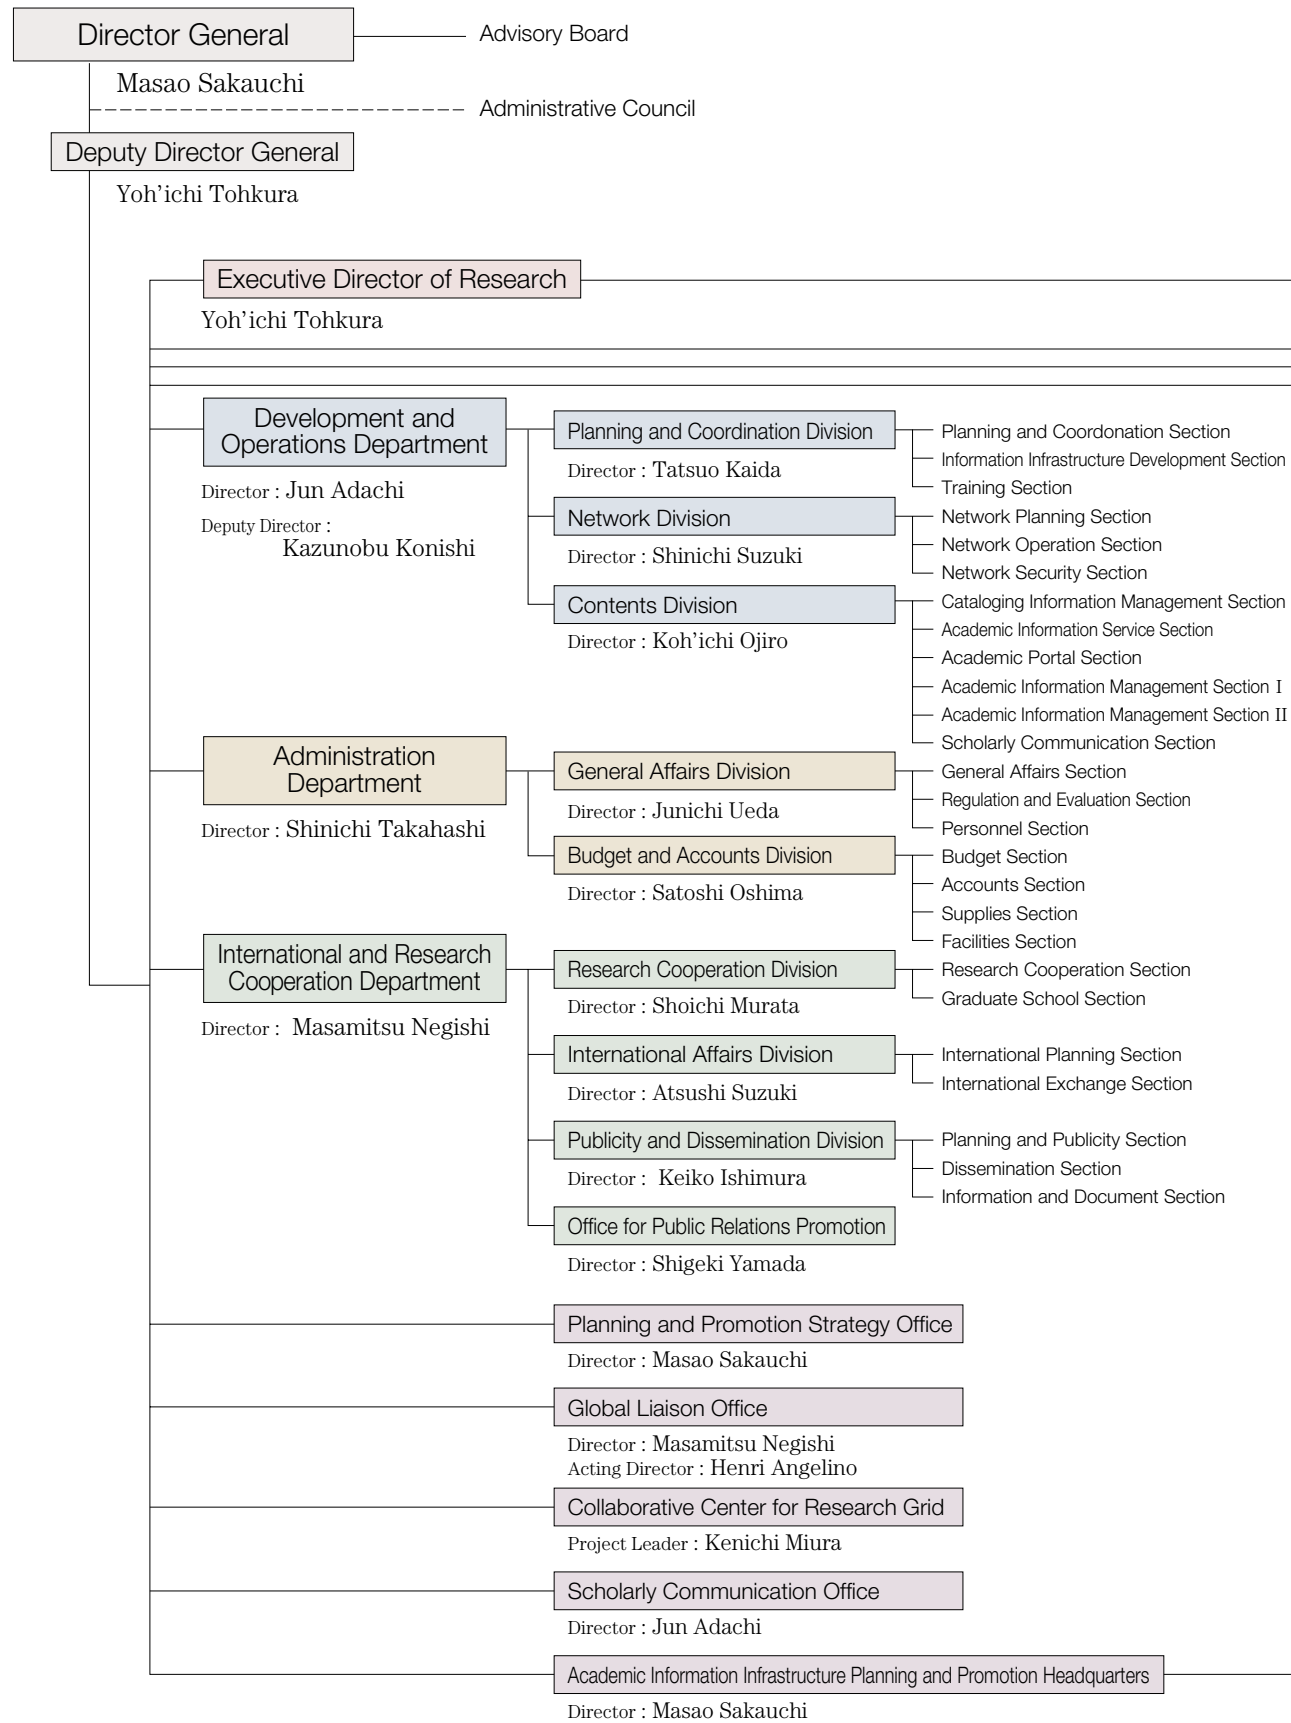 Director General
Advisory Board
Masao Sakauchi
Administrative Council
Deputy Director General
Yoh’ichi Tohkura
Executive Director of Research
Yoh’ichi Tohkura
Development and
Operations Department
Director : Jun Adachi
Deputy Director :
Kazunobu Konishi
Planning and Coordination Division
Director : Tatsuo Kaida
Planning and Coordonation Section
Information Infrastructure Development Section
Training Section
Network Division
Director : Shinichi Suzuki
Network Planning Section
Network Operation Section
Network Security Section
Contents Division
Director : Koh’ichi Ojiro
Cataloging Information Management Section
Academic Information Service Section
Academic Portal Section
Academic Information Management Section I
Academic Information Management Section II
Scholarly Communication Section
Administration
Department
Director : Shinichi Takahashi
General Affairs Division
Director : Junichi Ueda
General Affairs Section
Regulation and Evaluation Section
Personnel Section
Budget and Accounts Division
Director : Satoshi Oshima
Budget Section
Accounts Section
Supplies Section
Facilities Section
International and Research
Cooperation Department
Director : Masamitsu Negishi
Research Cooperation Division
Director : Shoichi Murata
Research Cooperation Section
Graduate School Section
International Affairs Division
Director : Atsushi Suzuki
International Planning Section
International Exchange Section
Publicity and Dissemination Division
Director : Keiko Ishimura
Planning and Publicity Section
Dissemination Section
Information and Document Section
Office for Public Relations Promotion
Director : Shigeki Yamada
Planning and Promotion Strategy Office
Director : Masao Sakauchi
Global Liaison Office
Director : Masamitsu Negishi
Acting Director : Henri Angelino
Collaborative Center for Research Grid
Project Leader : Kenichi Miura
Scholarly Communication Office
Director : Jun Adachi
Academic Information Infrastructure Planning and Promotion Headquarters
Director : Masao Sakauchi